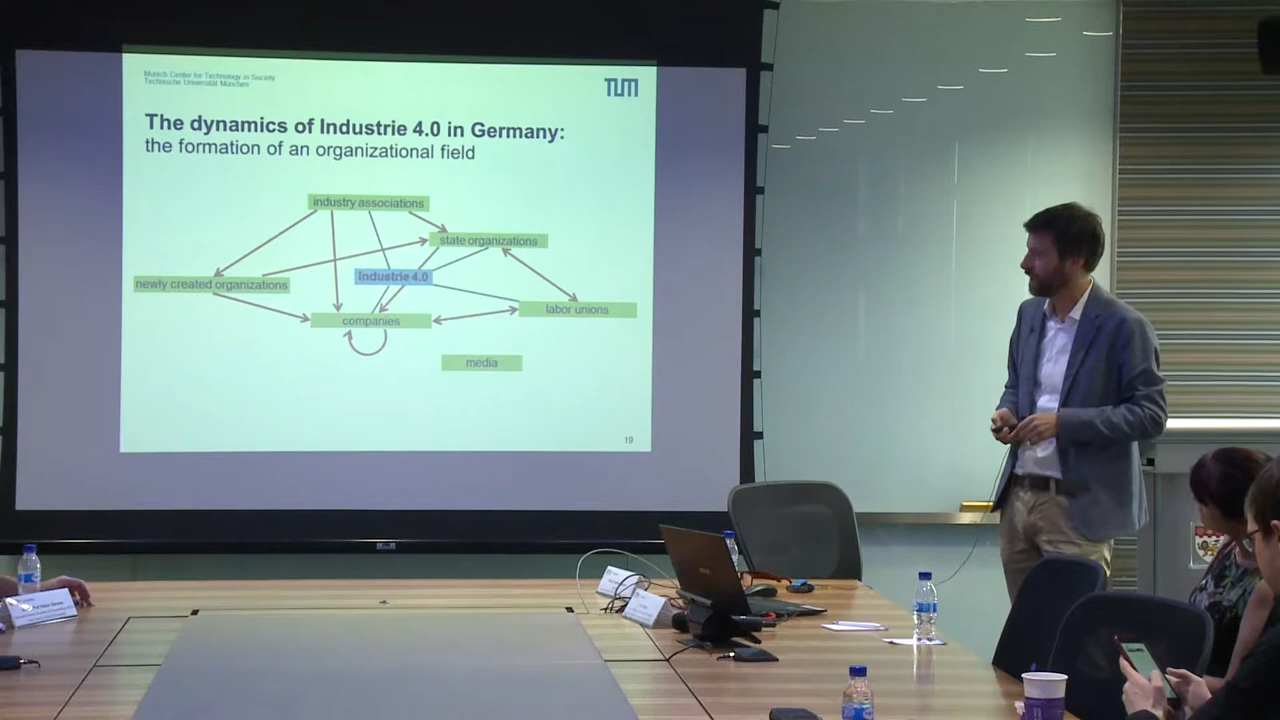 Munich Center for Technology in Society
Technische Universität München
TUM
The dynamics of Industrie 4.0 in Germany:
the formation of an organizational field
industry associations
state organizations
Industrie 4.0
newly created organizations
labor unions
companies
media
19